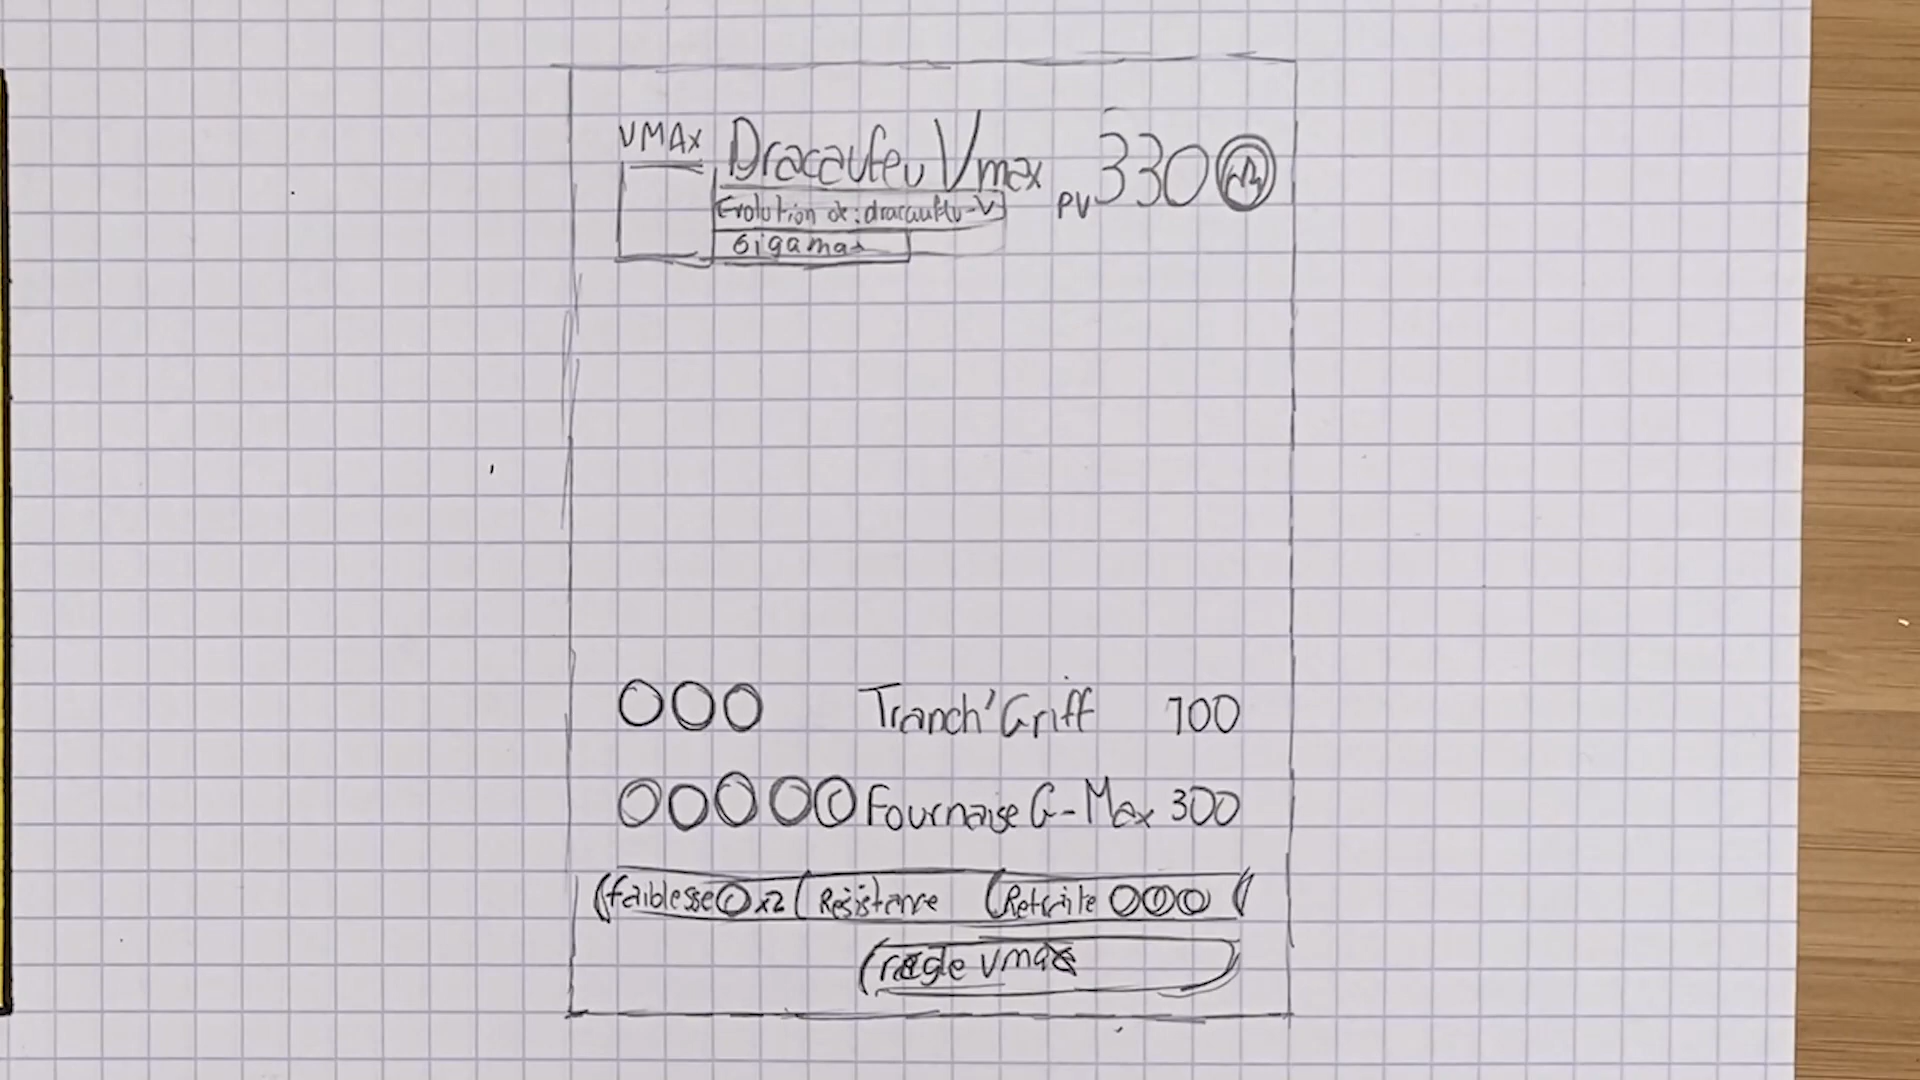 VMAX Dracaufeu Vmax PV 330
Evolution de: dracaufeu-V
Gigamax
Tranch'Griff 100
Fournaise G-Max 300
faiblesse x2 Résistance Retraite
règle vmax